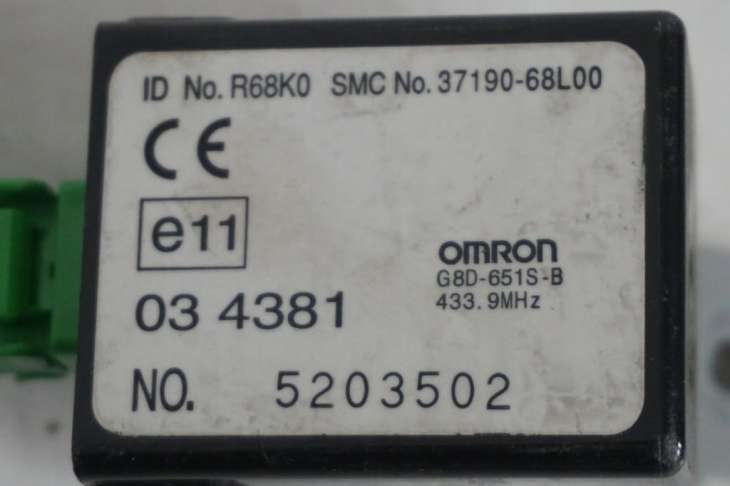 ID No. R68K0 SMC No. 37190-68L00
CE
e11
OMRON
G8D-651S-B
03 4381
433.9MHz
NO. 5203502